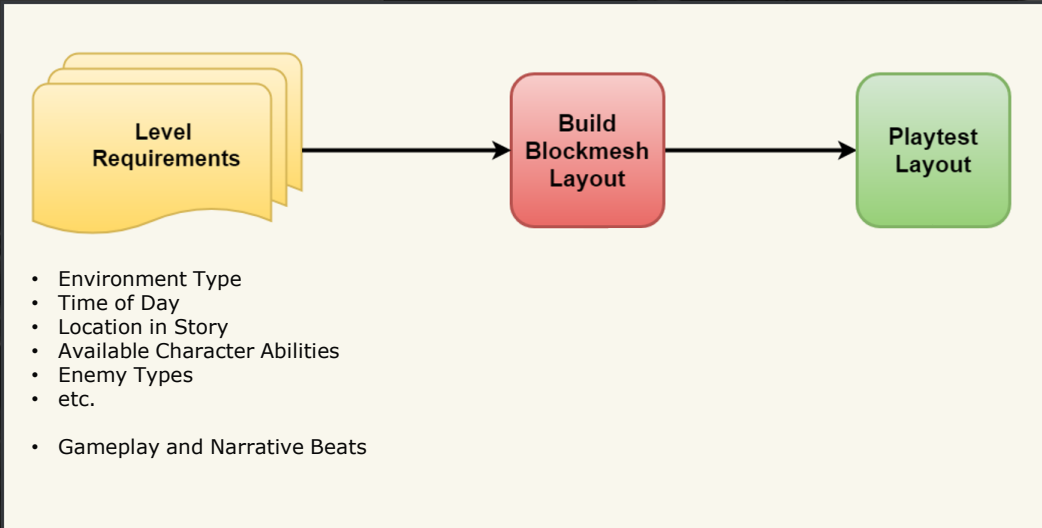 Level
Requirements
Build
Blockmesh
Layout
Playtest
Layout
• Environment Type
• Time of Day
• Location in Story
• Available Character Abilities
• Enemy Types
• etc.
• Gameplay and Narrative Beats